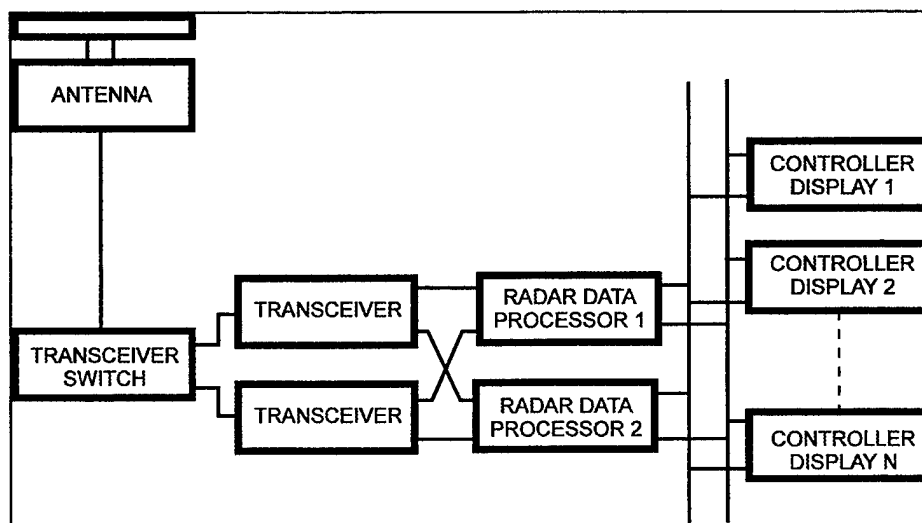 ANTENNA
CONTROLLER
DISPLAY 1
CONTROLLER
DISPLAY 2
TRANSCEIVER
RADAR DATA
PROCESSOR 1
TRANSCEIVER
SWITCH
TRANSCEIVER
RADAR DATA
PROCESSOR 2
CONTROLLER
DISPLAY N